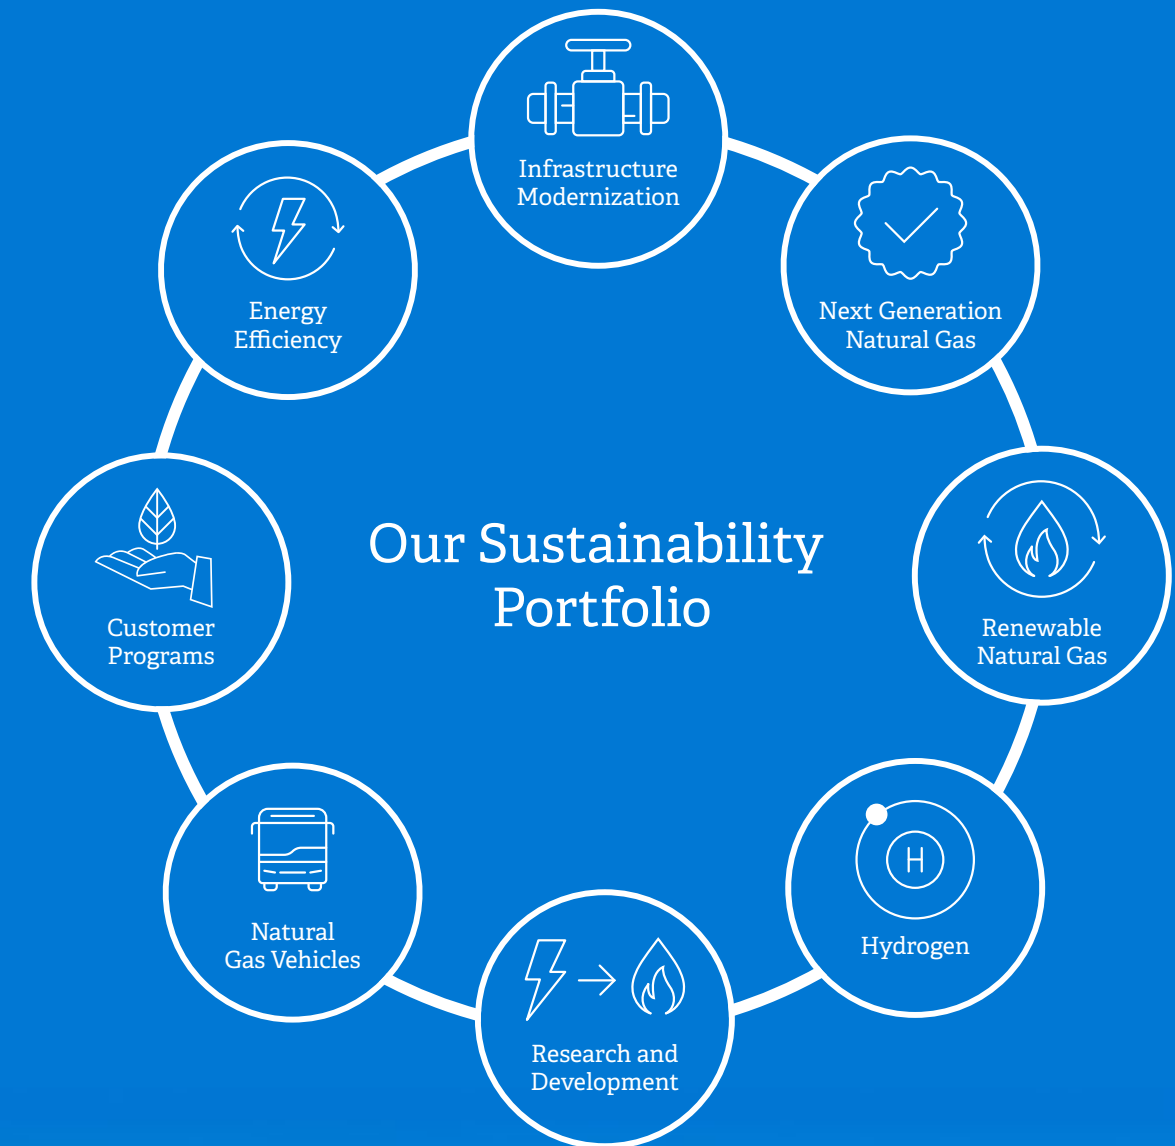 Infrastructure
Modernization
Next Generation
Natural Gas
Renewable
Natural Gas
H
Hydrogen
Research and
Development
Natural
Gas Vehicles
Customer
Programs
Energy
Efficiency
Our Sustainability
Portfolio